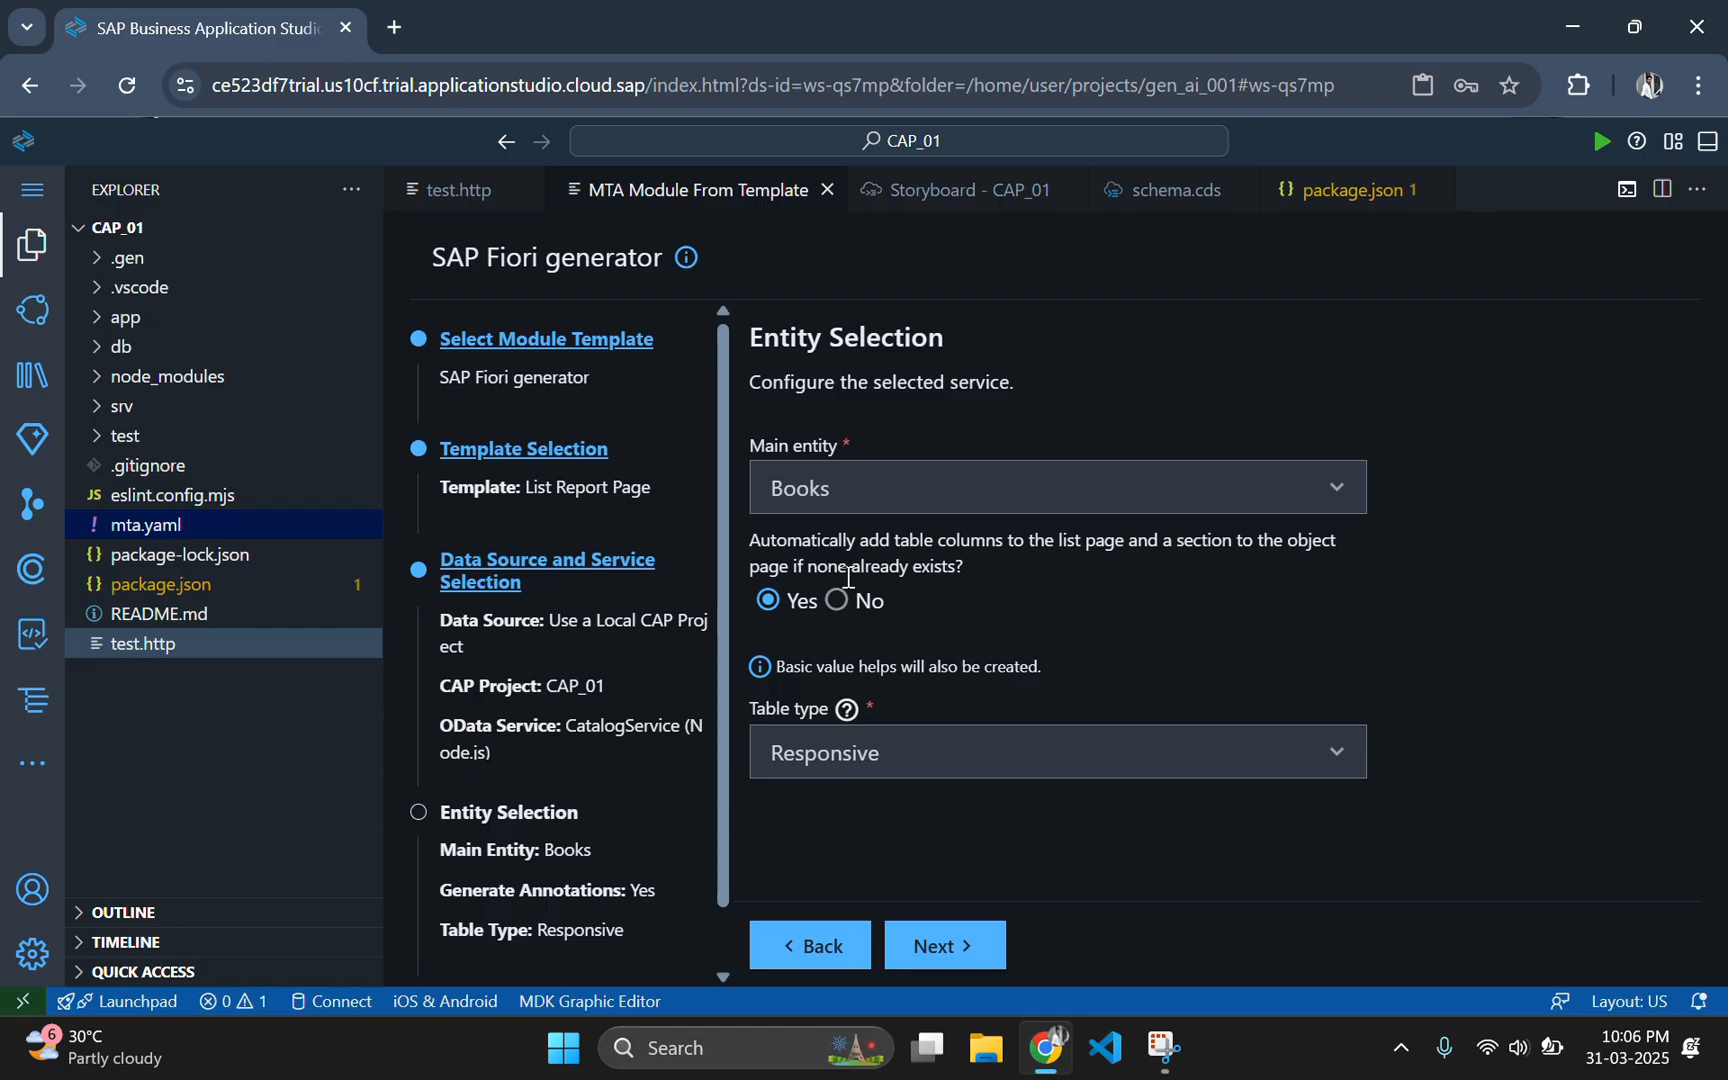 SAP Business Application Studio
ce523df7trial.us10cf.trial.applicationstudio.cloud.sap/index.html?ds-id=ws-qs7mp&folder=/home/user/projects/gen_ai_001#ws-qs7mp
CAP_01
EXPLORER
test.http
MTA Module From Template
Storyboard - CAP_01
schema.cds
{} package.json 1
CAP_01
.gen
.vscode
app
db
node_modules
srv
test
.gitignore
JS eslint.config.mjs
! mta.yaml
{} package-lock.json
{} package.json 1
README.md
test.http
OUTLINE
TIMELINE
QUICK ACCESS
SAP Fiori generator
Select Module Template
SAP Fiori generator
Template Selection
Template: List Report Page
Data Source and Service
Selection
Data Source: Use a Local CAP Proj
ect
CAP Project: CAP_01
OData Service: CatalogService (N
ode.js)
Entity Selection
Main Entity: Books
Generate Annotations: Yes
Table Type: Responsive
Entity Selection
Configure the selected service.
Main entity *
Books
Automatically add table columns to the list page and a section to the object
page if none already exists?
Yes No
Basic value helps will also be created.
Table type *
Responsive
< Back
Next >
Launchpad
0 1
Connect
iOS & Android
MDK Graphic Editor
Layout: US
6
30°C
Partly cloudy
Search
10:06 PM
31-03-2025